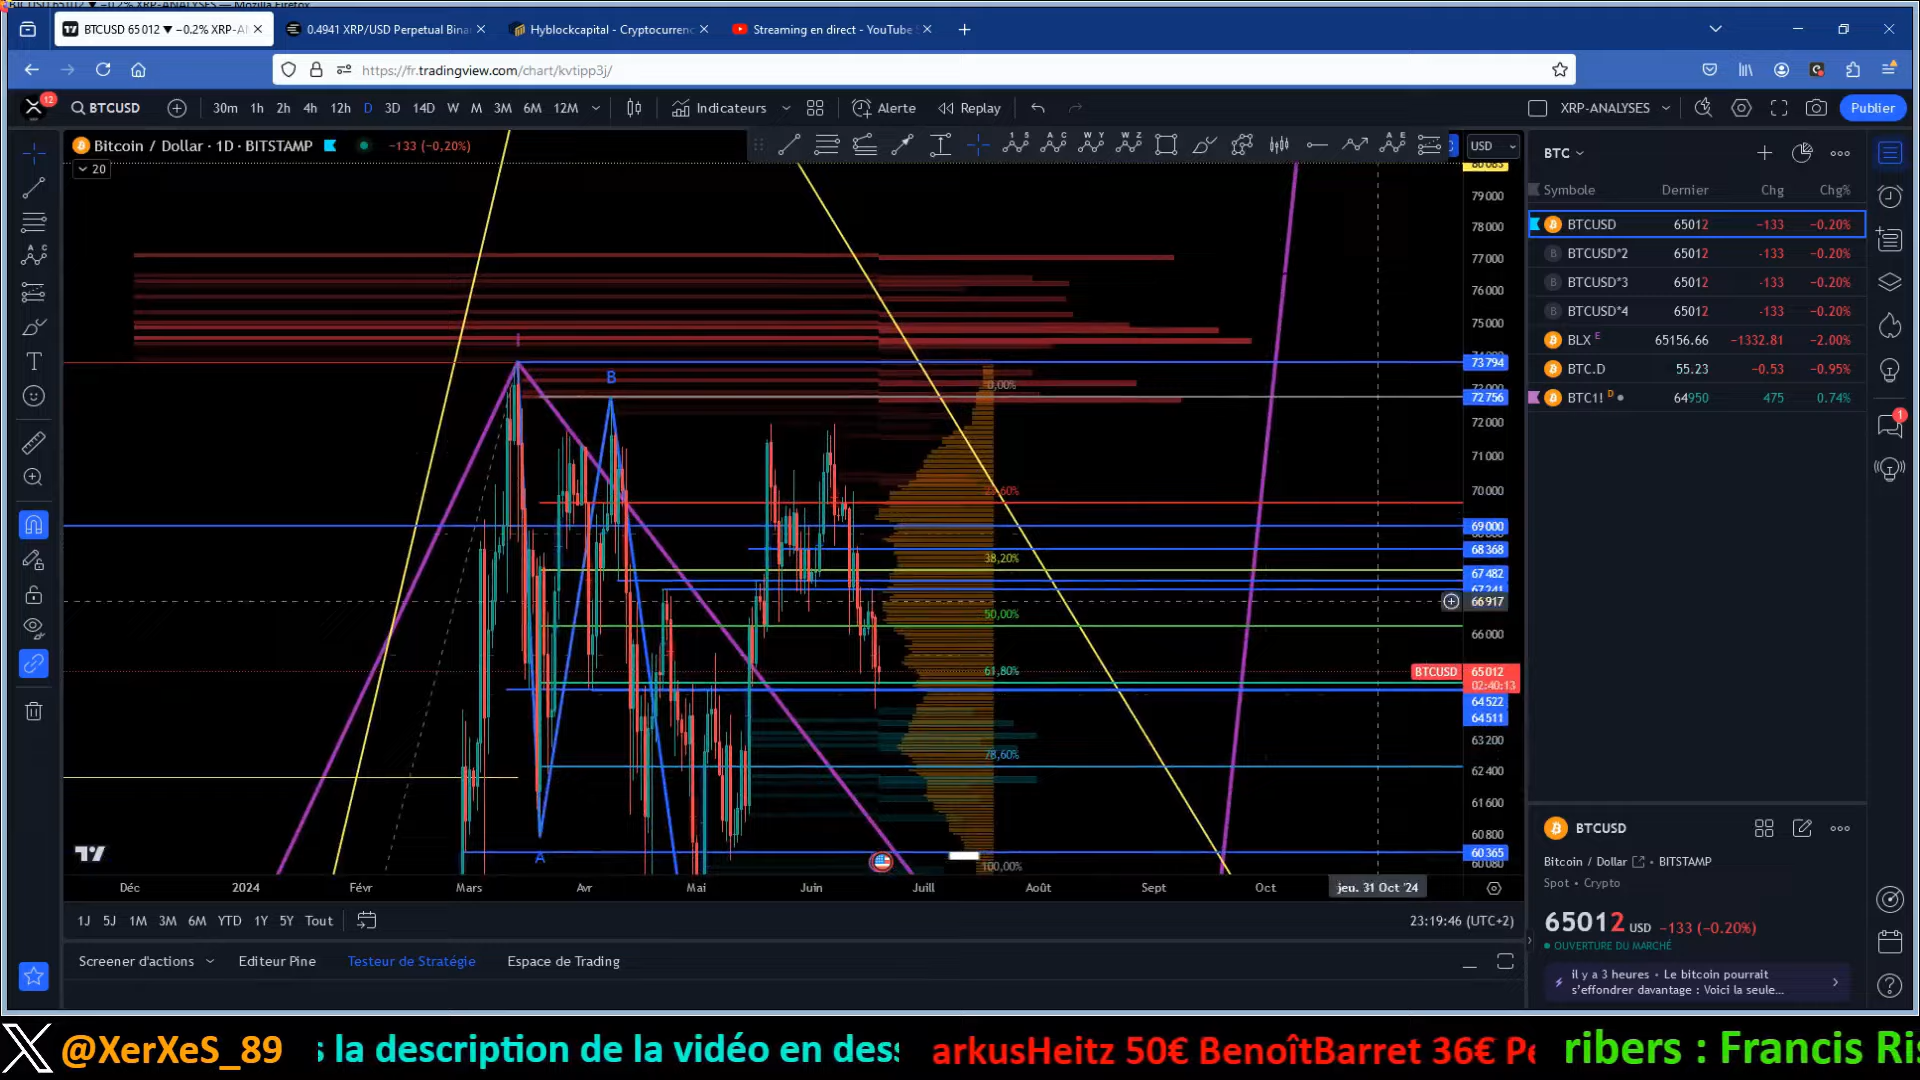 BTCUSD 65 012 ▼ −0.2% XRP-AN
0.4941 XRP/USD Perpetual Bina
Hyblockcapital - Cryptocurrenc
Streaming en direct - YouTube S
https://fr.tradingview.com/chart/kvtipp3j/
12
BTCUSD
30m 1h 2h 4h 12h D 3D 14D W M 3M 6M 12M
Indicateurs
Alerte
Replay
XRP-ANALYSES
Publier
Bitcoin / Dollar · 1D · BITSTAMP
−133 (−0,20%)
20
USD
79 000
78 000
77 000
76 000
75 000
73 794
72 756
72 000
71 000
70 000
69 000
68 368
67 482
66 917
66 000
BTCUSD 65 012
02:40:13
64 522
64 511
63 200
62 400
61 600
60 800
60 365
I
B
A
0,00%
38,20%
50,00%
61,80%
78,60%
100,00%
Déc 2024 Févr Mars Avr Mai Juin Juill Août Sept Oct
jeu. 31 Oct '24
1J 5J 1M 3M 6M YTD 1Y 5Y Tout
23:19:46 (UTC+2)
Screener d'actions
Editeur Pine
Testeur de Stratégie
Espace de Trading
BTC
Symbole Dernier Chg Chg%
BTCUSD 65012 −133 −0.20%
BTCUSD*2 65012 −133 −0.20%
BTCUSD*3 65012 −133 −0.20%
BTCUSD*4 65012 −133 −0.20%
BLX E 65156.66 −1332.81 −2.00%
BTC.D 55.23 −0.53 −0.95%
BTC1! D 64950 475 0.74%
1
BTCUSD
Bitcoin / Dollar • BITSTAMP
Spot • Crypto
65012 USD −133 (−0.20%)
OUVERTURE DU MARCHÉ
il y a 3 heures • Le bitcoin pourrait
s'effondrer davantage : Voici la seule...
@XerXeS_89
s la description de la vidéo en dess
arkusHeitz 50€ BenoîtBarret 36€ Pe
ribers : Francis Ris